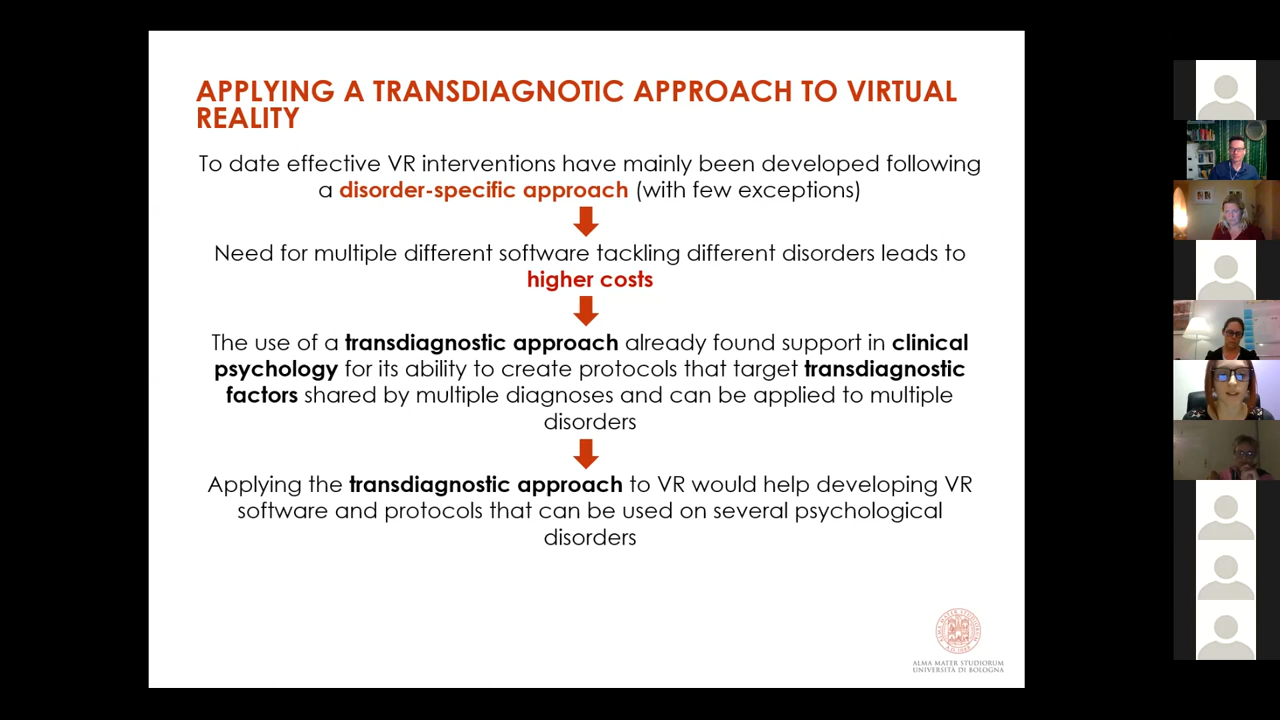 APPLYING A TRANSDIAGNOTIC APPROACH TO VIRTUAL
REALITY
To date effective VR interventions have mainly been developed following
a disorder-specific approach (with few exceptions)
Need for multiple different software tackling different disorders leads to
higher costs
The use of a transdiagnostic approach already found support in clinical
psychology for its ability to create protocols that target transdiagnostic
factors shared by multiple diagnoses and can be applied to multiple
disorders
Applying the transdiagnostic approach to VR would help developing VR
software and protocols that can be used on several psychological
disorders
ALMA MATER STUDIORUM
UNIVERSITÀ DI BOLOGNA